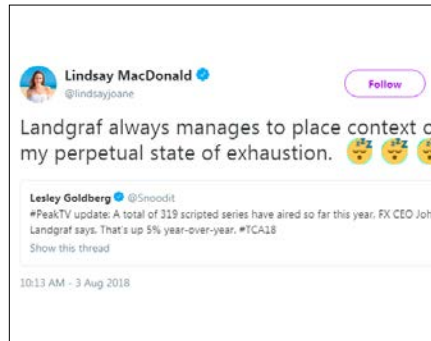 Lindsay MacDonald
@lindsayjoane
Follow
Landgraf always manages to place context o
my perpetual state of exhaustion. 😴 😴 😴
Lesley Goldberg @Snoodit
#PeakTV update: A total of 319 scripted series have aired so far this year, FX CEO Joh
Landgraf says. That's up 5% year-over-year. #TCA18
Show this thread
10:13 AM - 3 Aug 2018